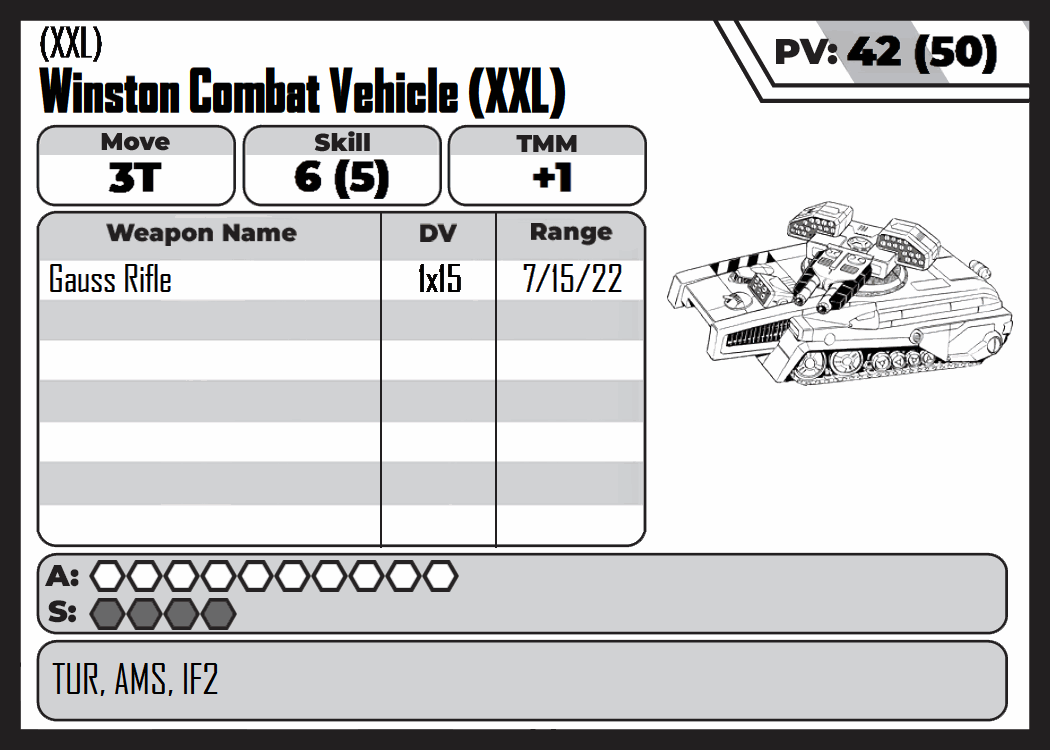 (XXL)
Winston Combat Vehicle (XXL)
PV: 42 (50)
Move Skill TMM
3T 6 (5) +1
Weapon Name DV Range
Gauss Rifle 1x15 7/15/22
A:
S:
TUR, AMS, IF2